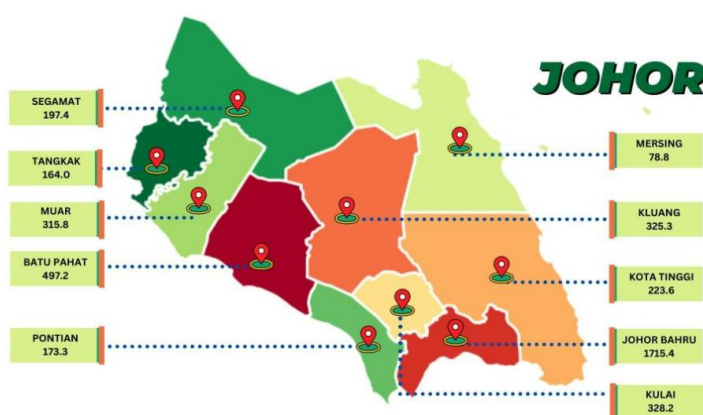 JOHOR
SEGAMAT
197.4
TANGKAK
164.0
MUAR
315.8
BATU PAHAT
497.2
PONTIAN
173.3
MERSING
78.8
KLUANG
325.3
KOTA TINGGI
223.6
JOHOR BAHRU
1715.4
KULAI
328.2